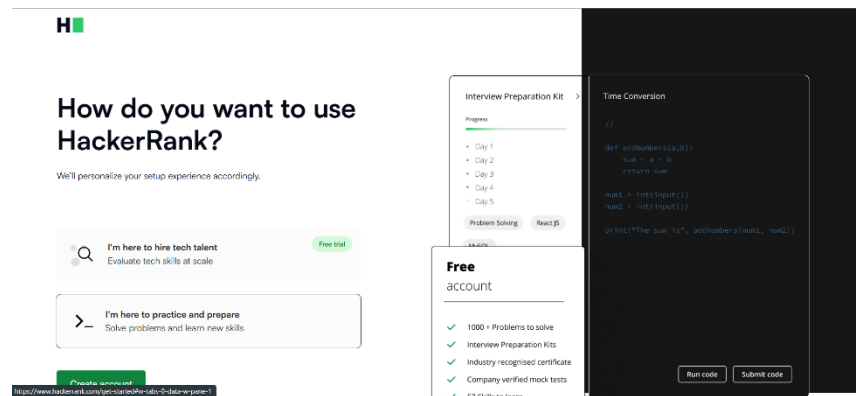 H
How do you want to use
HackerRank?
We'll personalize your setup experience accordingly.
I'm here to hire tech talent
Evaluate tech skills at scale
Free trial
I'm here to practice and prepare
Solve problems and learn new skills
Create account
https://www.hackerrank.com/get-started#w-tabs-0-data-w-pane-1
Interview Preparation Kit >
Progress
Day 1
Day 2
Day 3
Day 4
Day 5
Problem Solving
React JS
MySQL
Free
account
1000 + Problems to solve
Interview Preparation Kits
Industry recognised certificate
Company verified mock tests
57 Skills to learn
Time Conversion
//
def addNumbers(a,b):
sum = a + b
return sum
num1 = int(input())
num2 = int(input())
print("The sum is", addNumbers(num1, num2))
Run code
Submit code